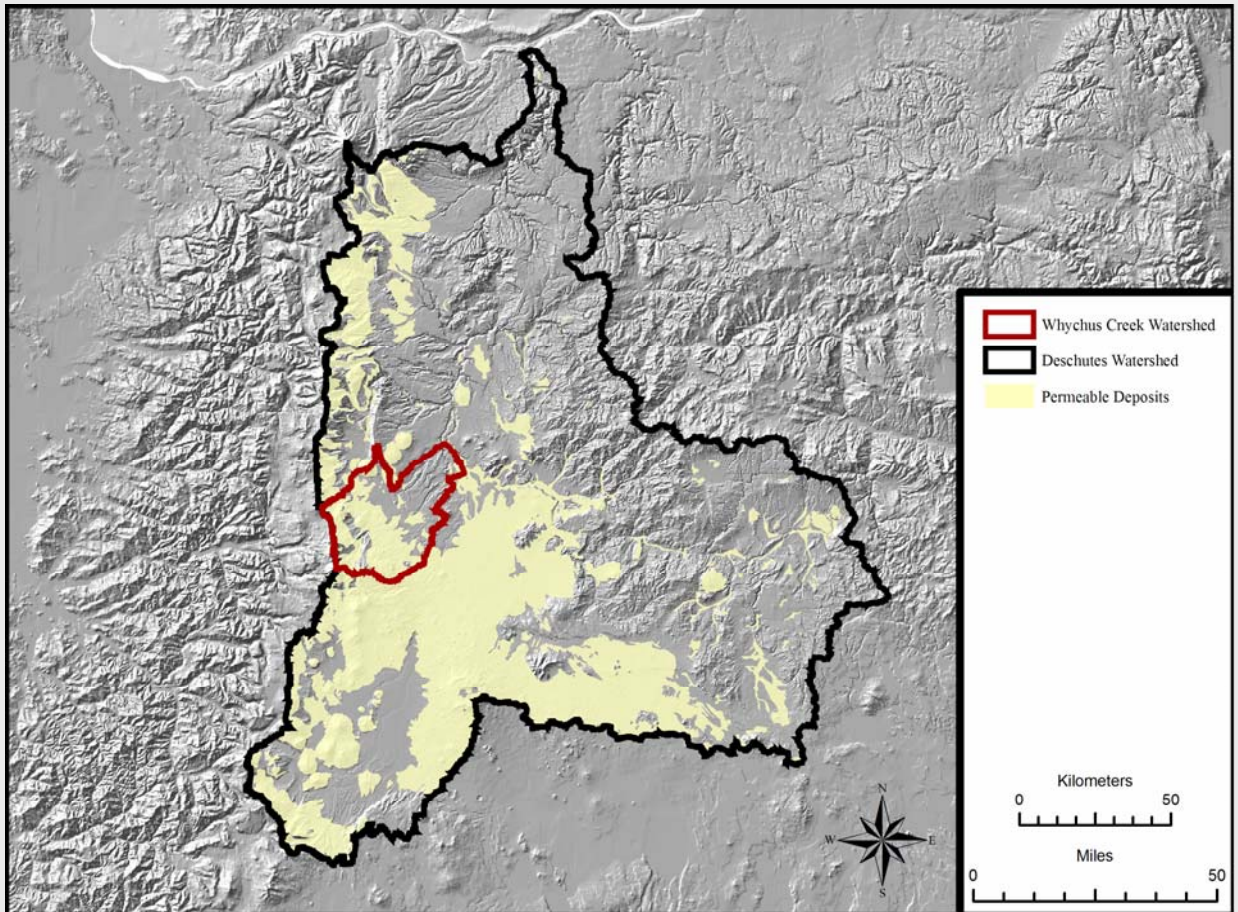 Whychus Creek Watershed
Deschutes Watershed
Permeable Deposits
N
W E
S
Kilometers
0 50
Miles
0 50